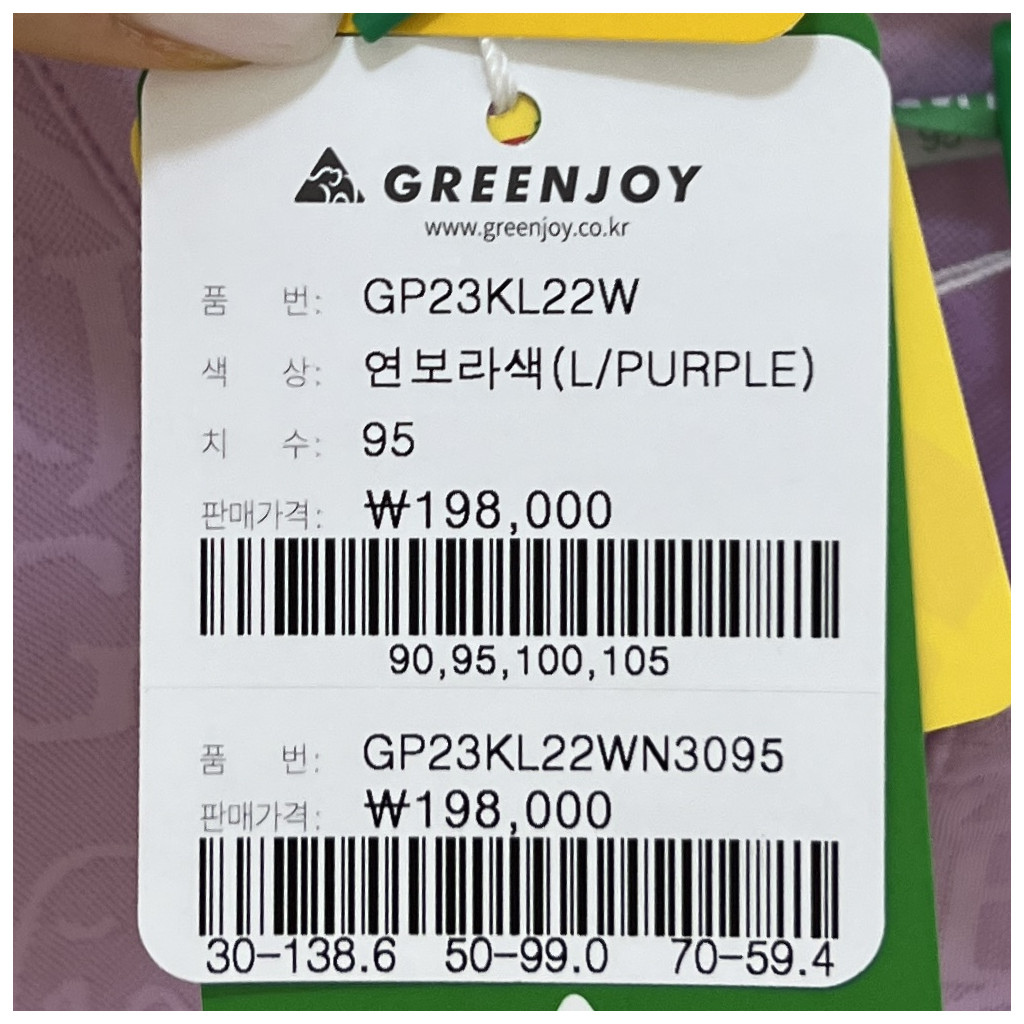 GREENJOY
www.greenjoy.co.kr
품 번: GP23KL22W
색 상: 연보라색(L/PURPLE)
치 수: 95
판매가격: ₩198,000
90,95,100,105
품 번: GP23KL22WN3095
판매가격: ₩198,000
30-138.6 50-99.0 70-59.4